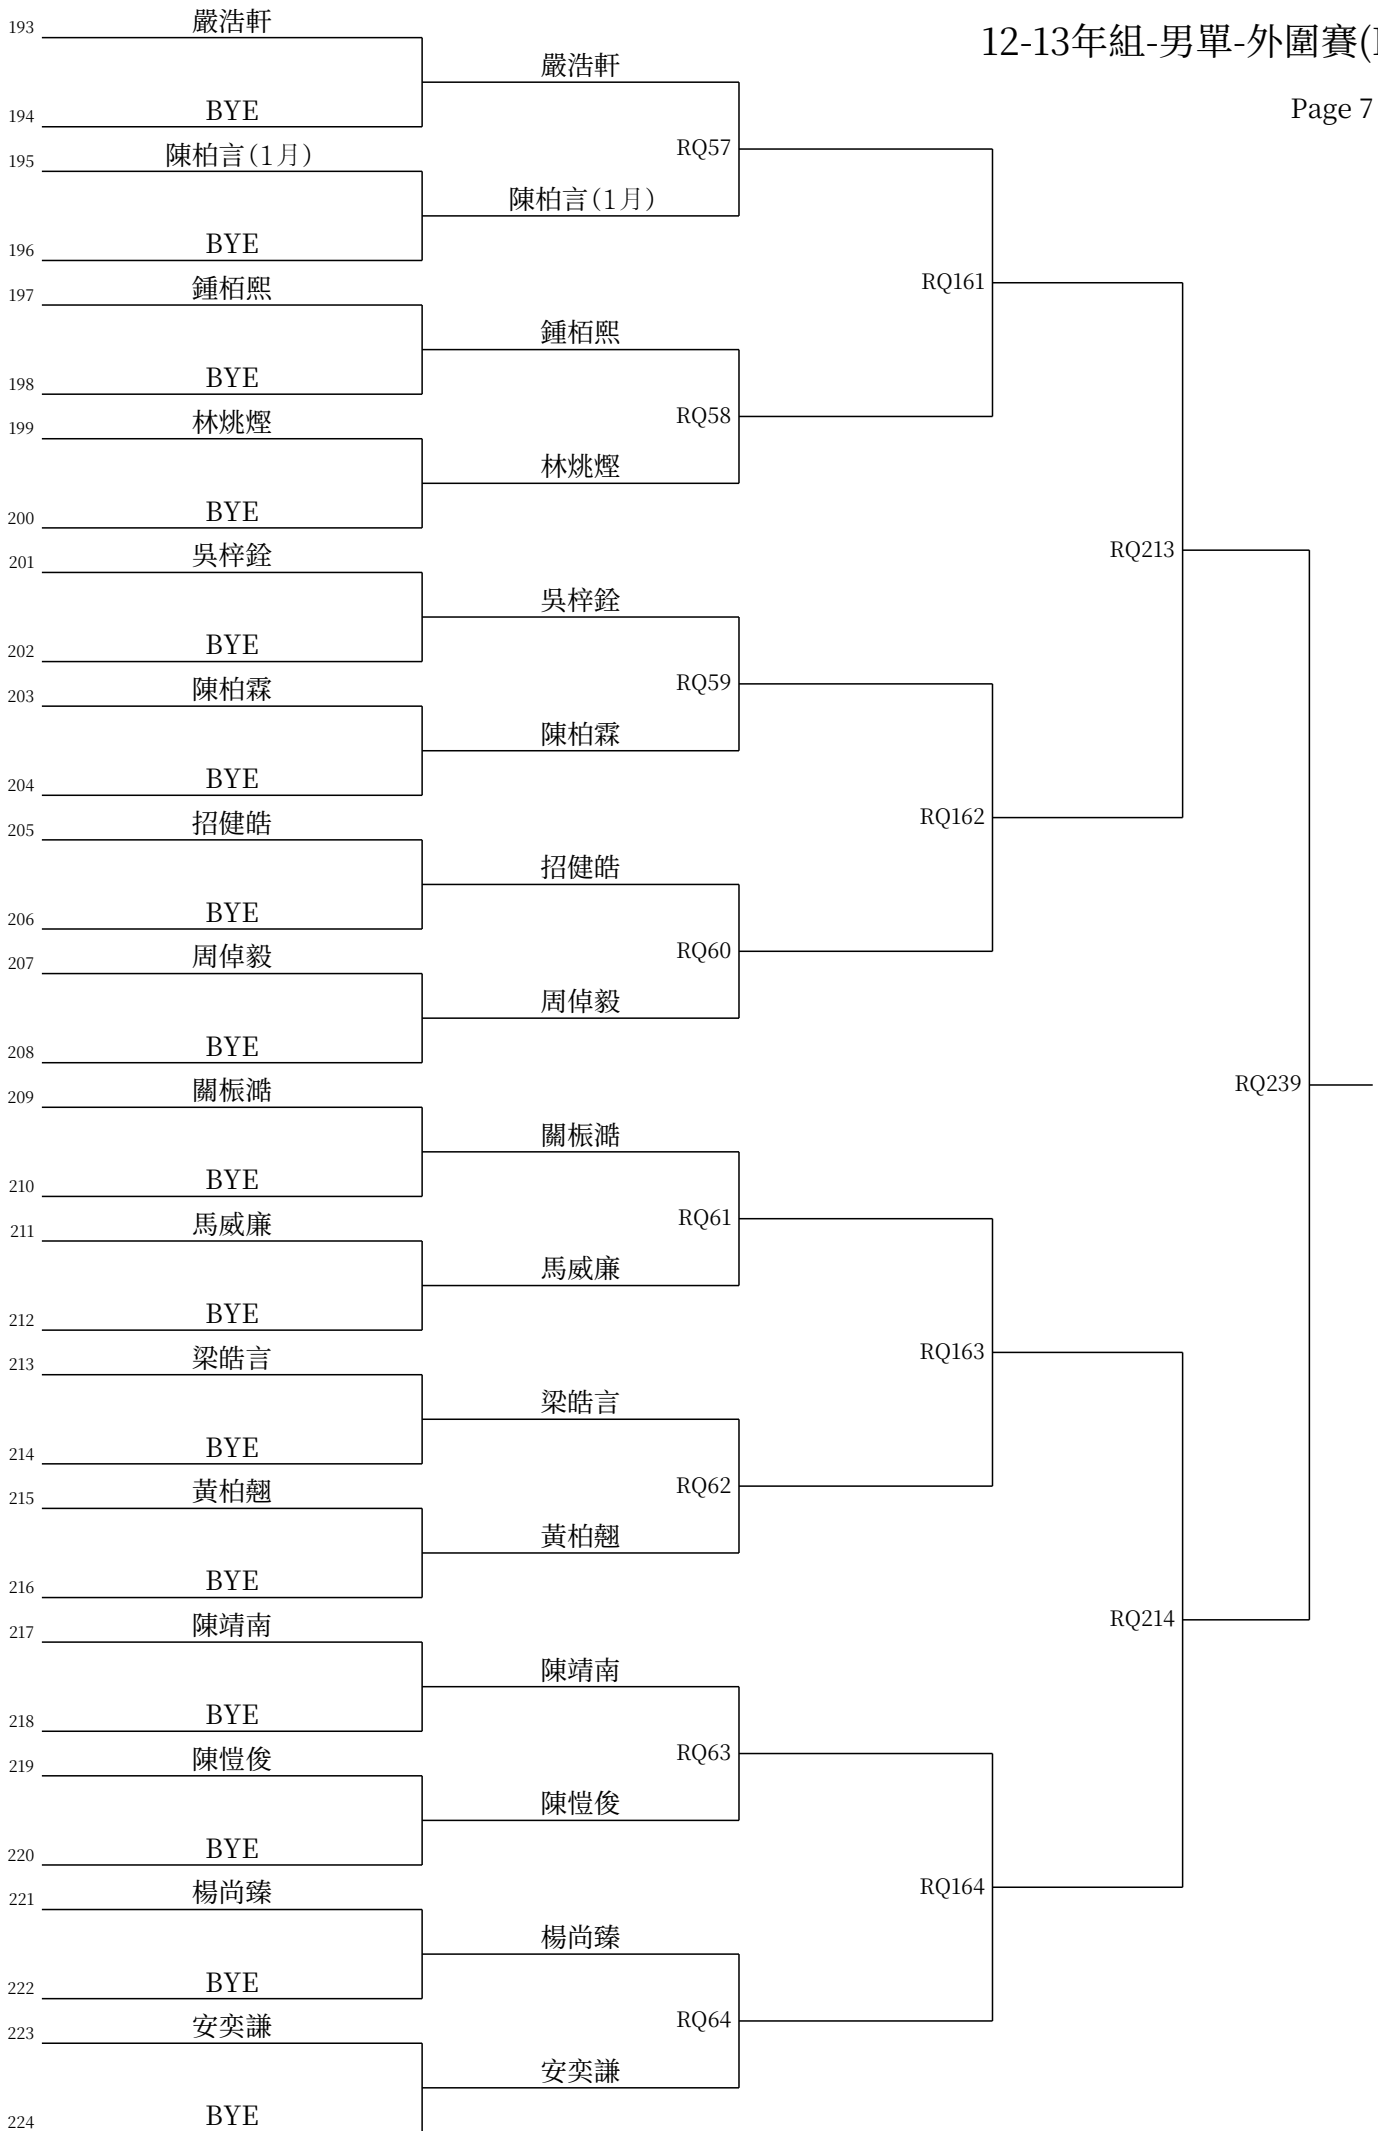 12-13年組-男單-外圍賽(
Page 7
193 嚴浩軒
嚴浩軒
194 BYE
RQ57
195 陳柏言(1月)
陳柏言(1月)
196 BYE
RQ161
197 鍾栢熙
鍾栢熙
198 BYE
RQ58
199 林烑熞
林烑熞
200 BYE
RQ213
201 吳梓銓
吳梓銓
202 BYE
RQ59
203 陳柏霖
陳柏霖
204 BYE
RQ162
205 招健皓
招健皓
206 BYE
RQ60
207 周倬毅
周倬毅
208 BYE
RQ239
209 關桭澔
關桭澔
210 BYE
RQ61
211 馬威廉
馬威廉
212 BYE
RQ163
213 梁皓言
梁皓言
214 BYE
RQ62
215 黃柏翹
黃柏翹
216 BYE
RQ214
217 陳靖南
陳靖南
218 BYE
RQ63
219 陳愷俊
陳愷俊
220 BYE
RQ164
221 楊尚臻
楊尚臻
222 BYE
RQ64
223 安奕謙
安奕謙
224 BYE